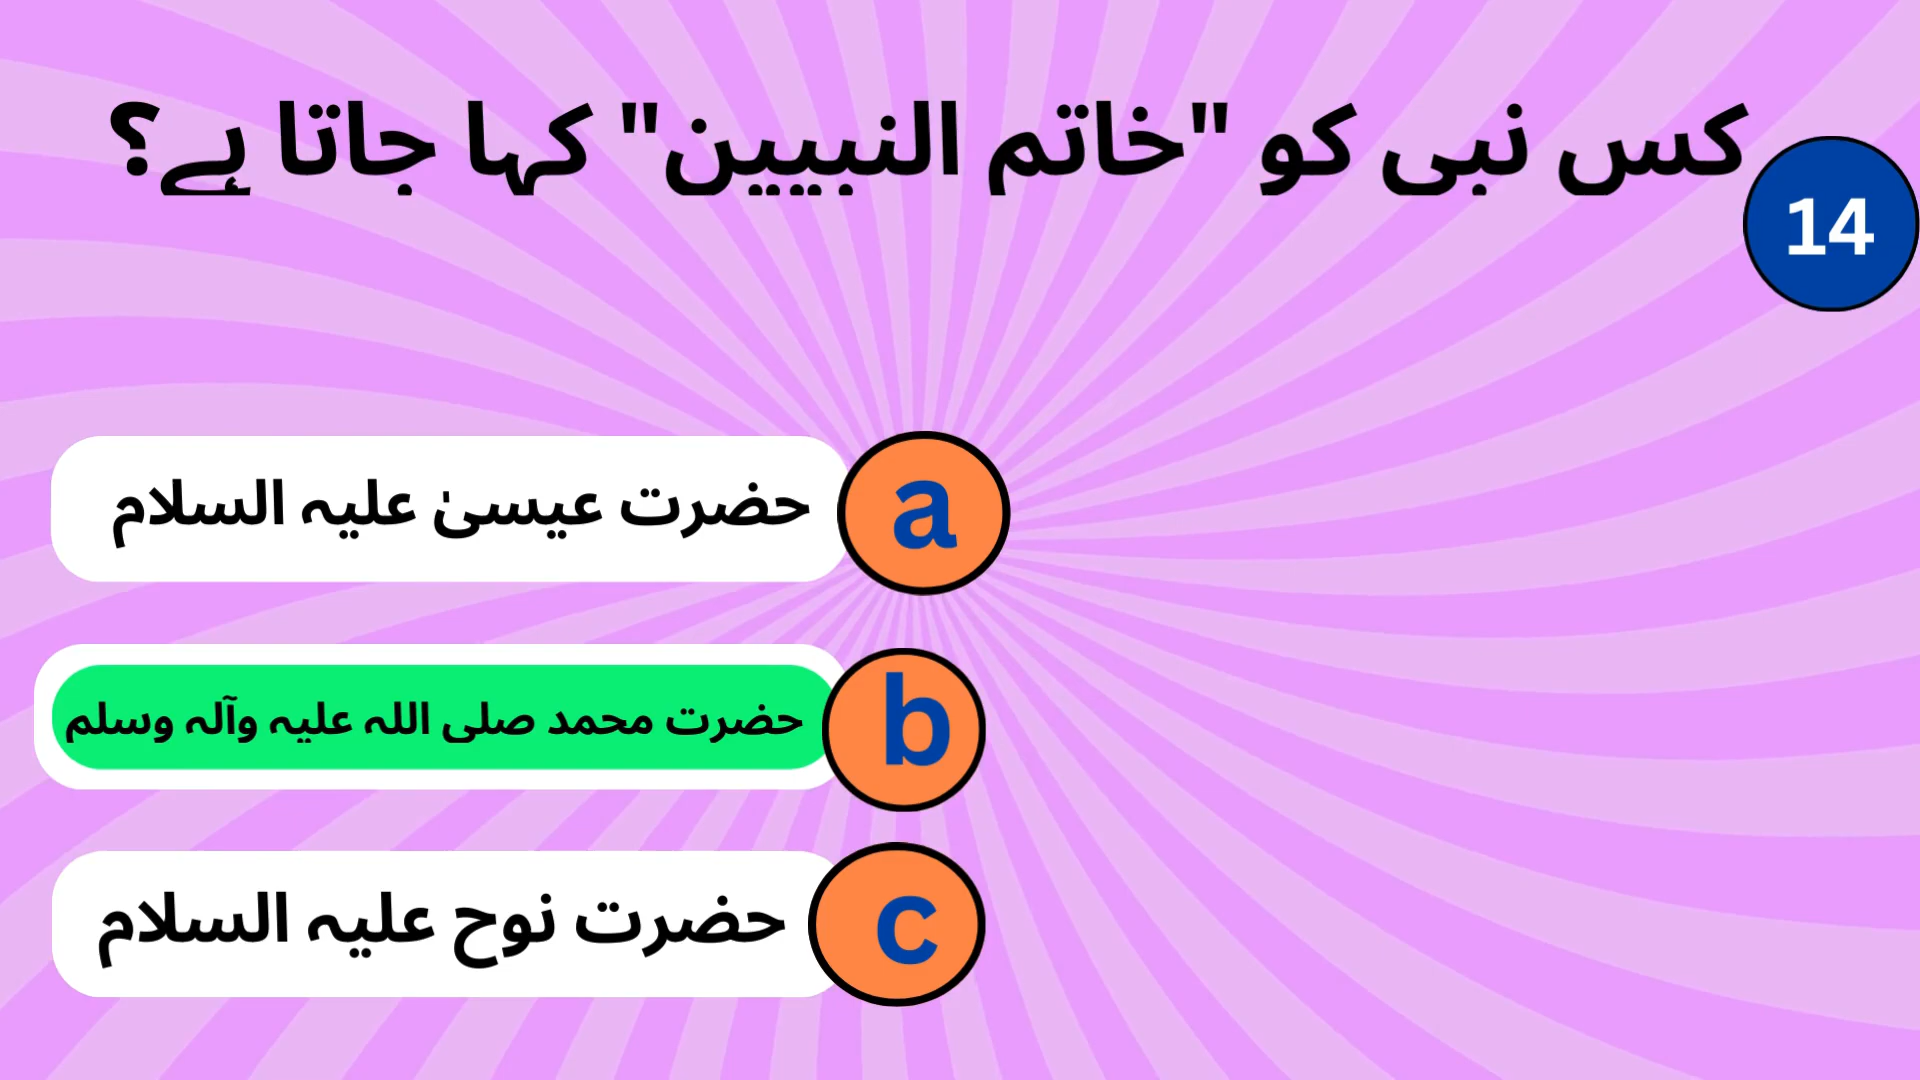 کس نبی کو "خاتم النبیین" کہا جاتا ہے؟
14
حضرت عیسیٰ علیہ السلام
a
حضرت محمد صلی اللہ علیہ وآلہ وسلم
b
حضرت نوح علیہ السلام
c